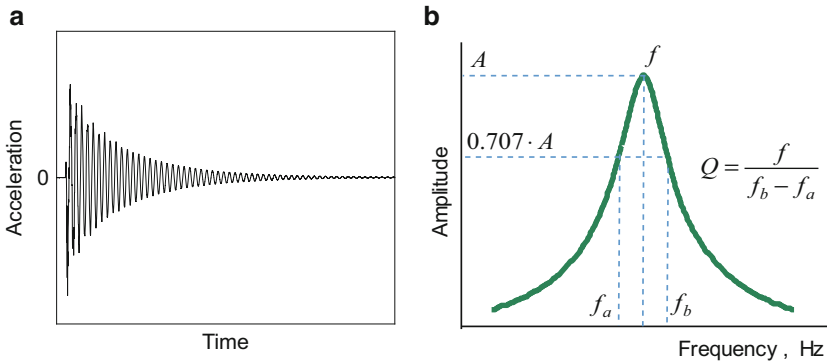 a
Acceleration
0
Time
b
Amplitude
A
0.707 · A
f
Q = f / (f_b − f_a)
f_a
f_b
Frequency , Hz